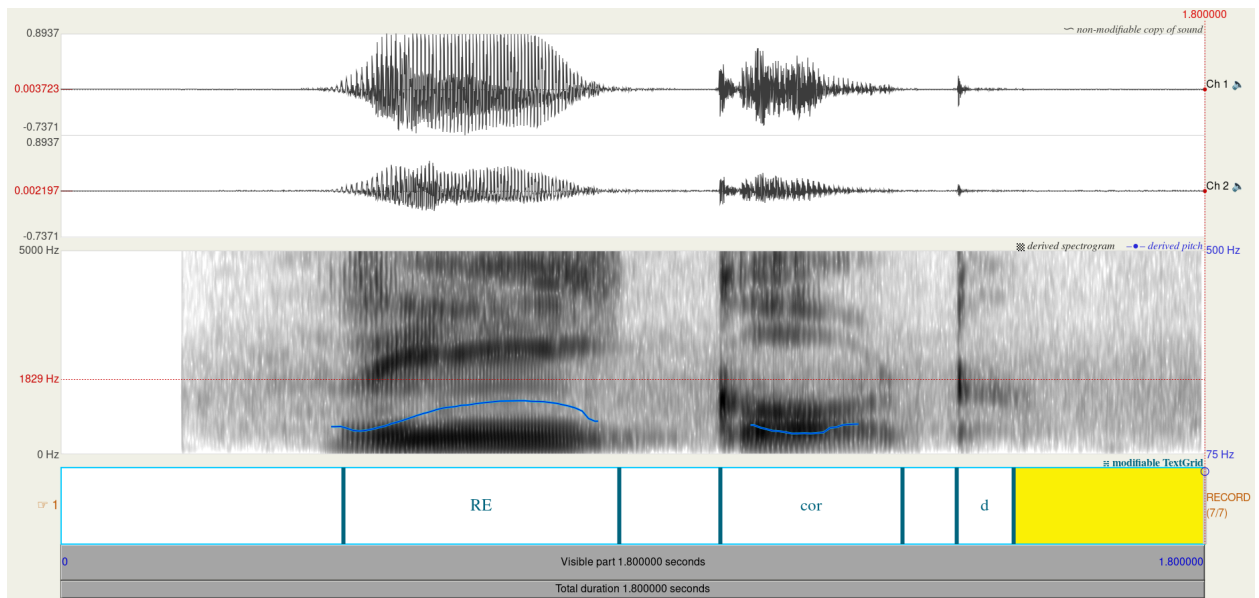 1.800000
0.8937
~ non-modifiable copy of sound
0.003723
Ch 1
-0.7371
0.8937
0.002197
Ch 2
-0.7371
5000 Hz
derived spectrogram
derived pitch
500 Hz
1829 Hz
0 Hz
75 Hz
modifiable TextGrid
☞ 1
RE
cor
d
RECORD
(7/7)
0
Visible part 1.800000 seconds
1.800000
Total duration 1.800000 seconds